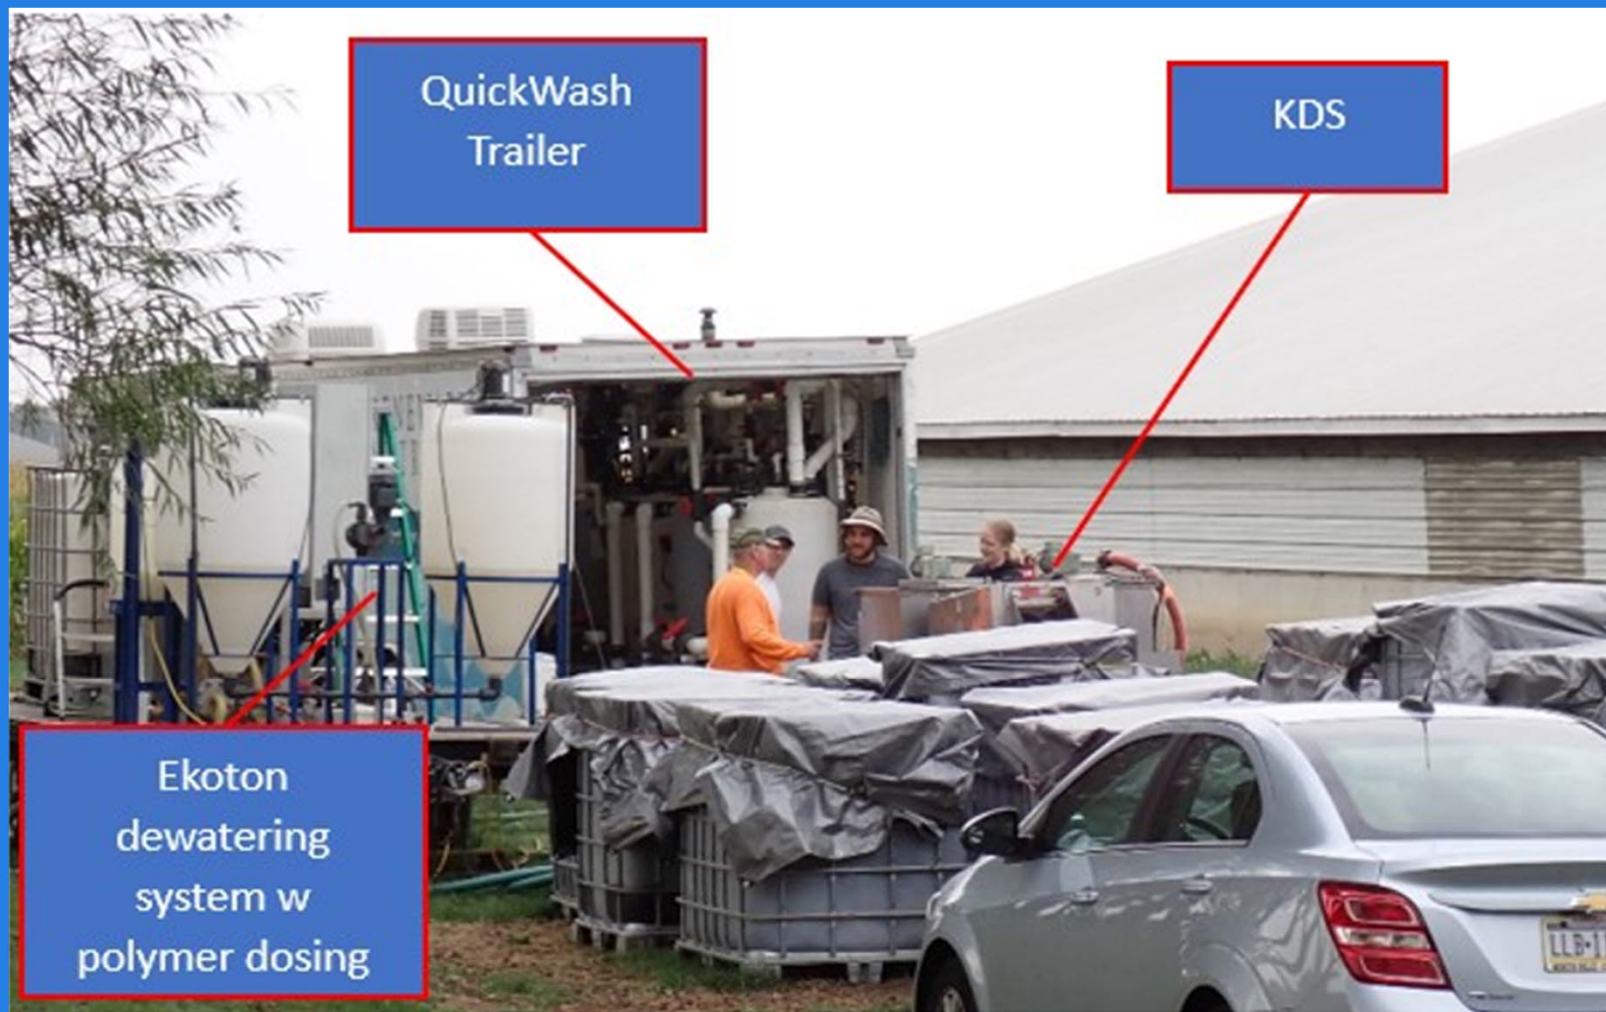 QuickWash
Trailer
KDS
Ekoton
dewatering
system w
polymer dosing